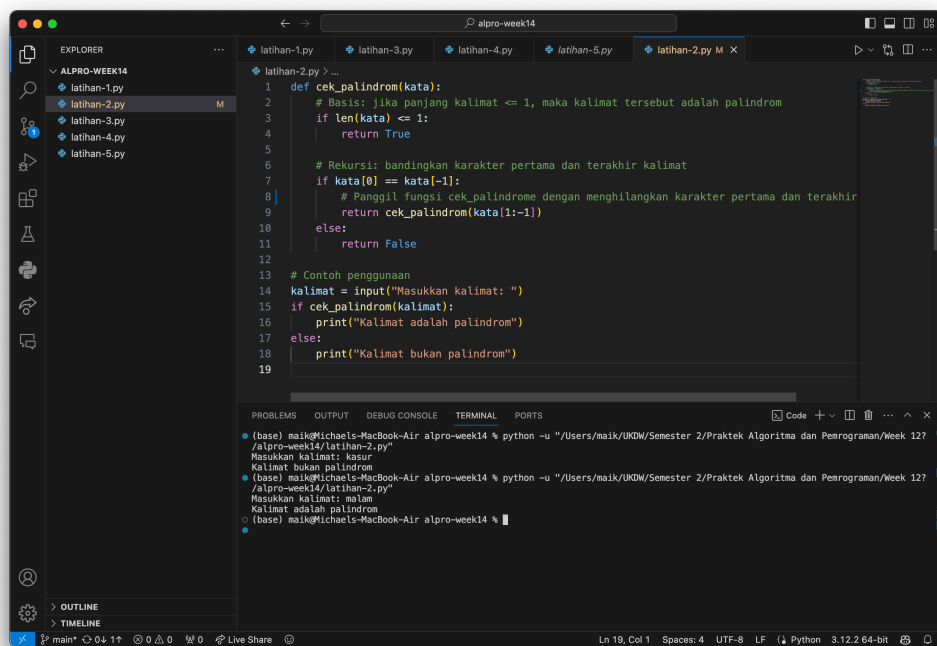 alpro-week14
EXPLORER
ALPRO-WEEK14
latihan-1.py
latihan-2.py M
latihan-3.py
latihan-4.py
latihan-5.py
OUTLINE
TIMELINE
latihan-1.py latihan-3.py latihan-4.py latihan-5.py latihan-2.py M
latihan-2.py > ...
1 def cek_palindrom(kata):
2 # Basis: jika panjang kalimat <= 1, maka kalimat tersebut adalah palindrom
3 if len(kata) <= 1:
4 return True
5
6 # Rekursi: bandingkan karakter pertama dan terakhir kalimat
7 if kata[0] == kata[-1]:
8 # Panggil fungsi cek_palindrome dengan menghilangkan karakter pertama dan terakhir
9 return cek_palindrom(kata[1:-1])
10 else:
11 return False
12
13 # Contoh penggunaan
14 kalimat = input("Masukkan kalimat: ")
15 if cek_palindrom(kalimat):
16 print("Kalimat adalah palindrom")
17 else:
18 print("Kalimat bukan palindrom")
19
PROBLEMS OUTPUT DEBUG CONSOLE TERMINAL PORTS Code
(base) maik@Michaels-MacBook-Air alpro-week14 % python -u "/Users/maik/UKDW/Semester 2/Praktek Algoritma dan Pemrograman/Week 12?
/alpro-week14/latihan-2.py"
Masukkan kalimat: kasur
Kalimat bukan palindrom
(base) maik@Michaels-MacBook-Air alpro-week14 % python -u "/Users/maik/UKDW/Semester 2/Praktek Algoritma dan Pemrograman/Week 12?
/alpro-week14/latihan-2.py"
Masukkan kalimat: malam
Kalimat adalah palindrom
(base) maik@Michaels-MacBook-Air alpro-week14 %
main* 0↓ 1↑ 0 0 0 Live Share Ln 19, Col 1 Spaces: 4 UTF-8 LF Python 3.12.2 64-bit